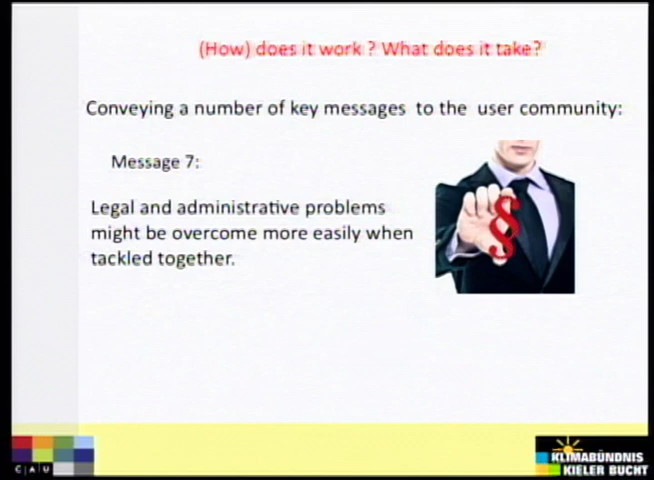 (How) does it work ? What does it take?
Conveying a number of key messages to the user community:
Message 7:
Legal and administrative problems
might be overcome more easily when
tackled together.
§
C | A | U
KLIMABÜNDNIS
KIELER BUCHT